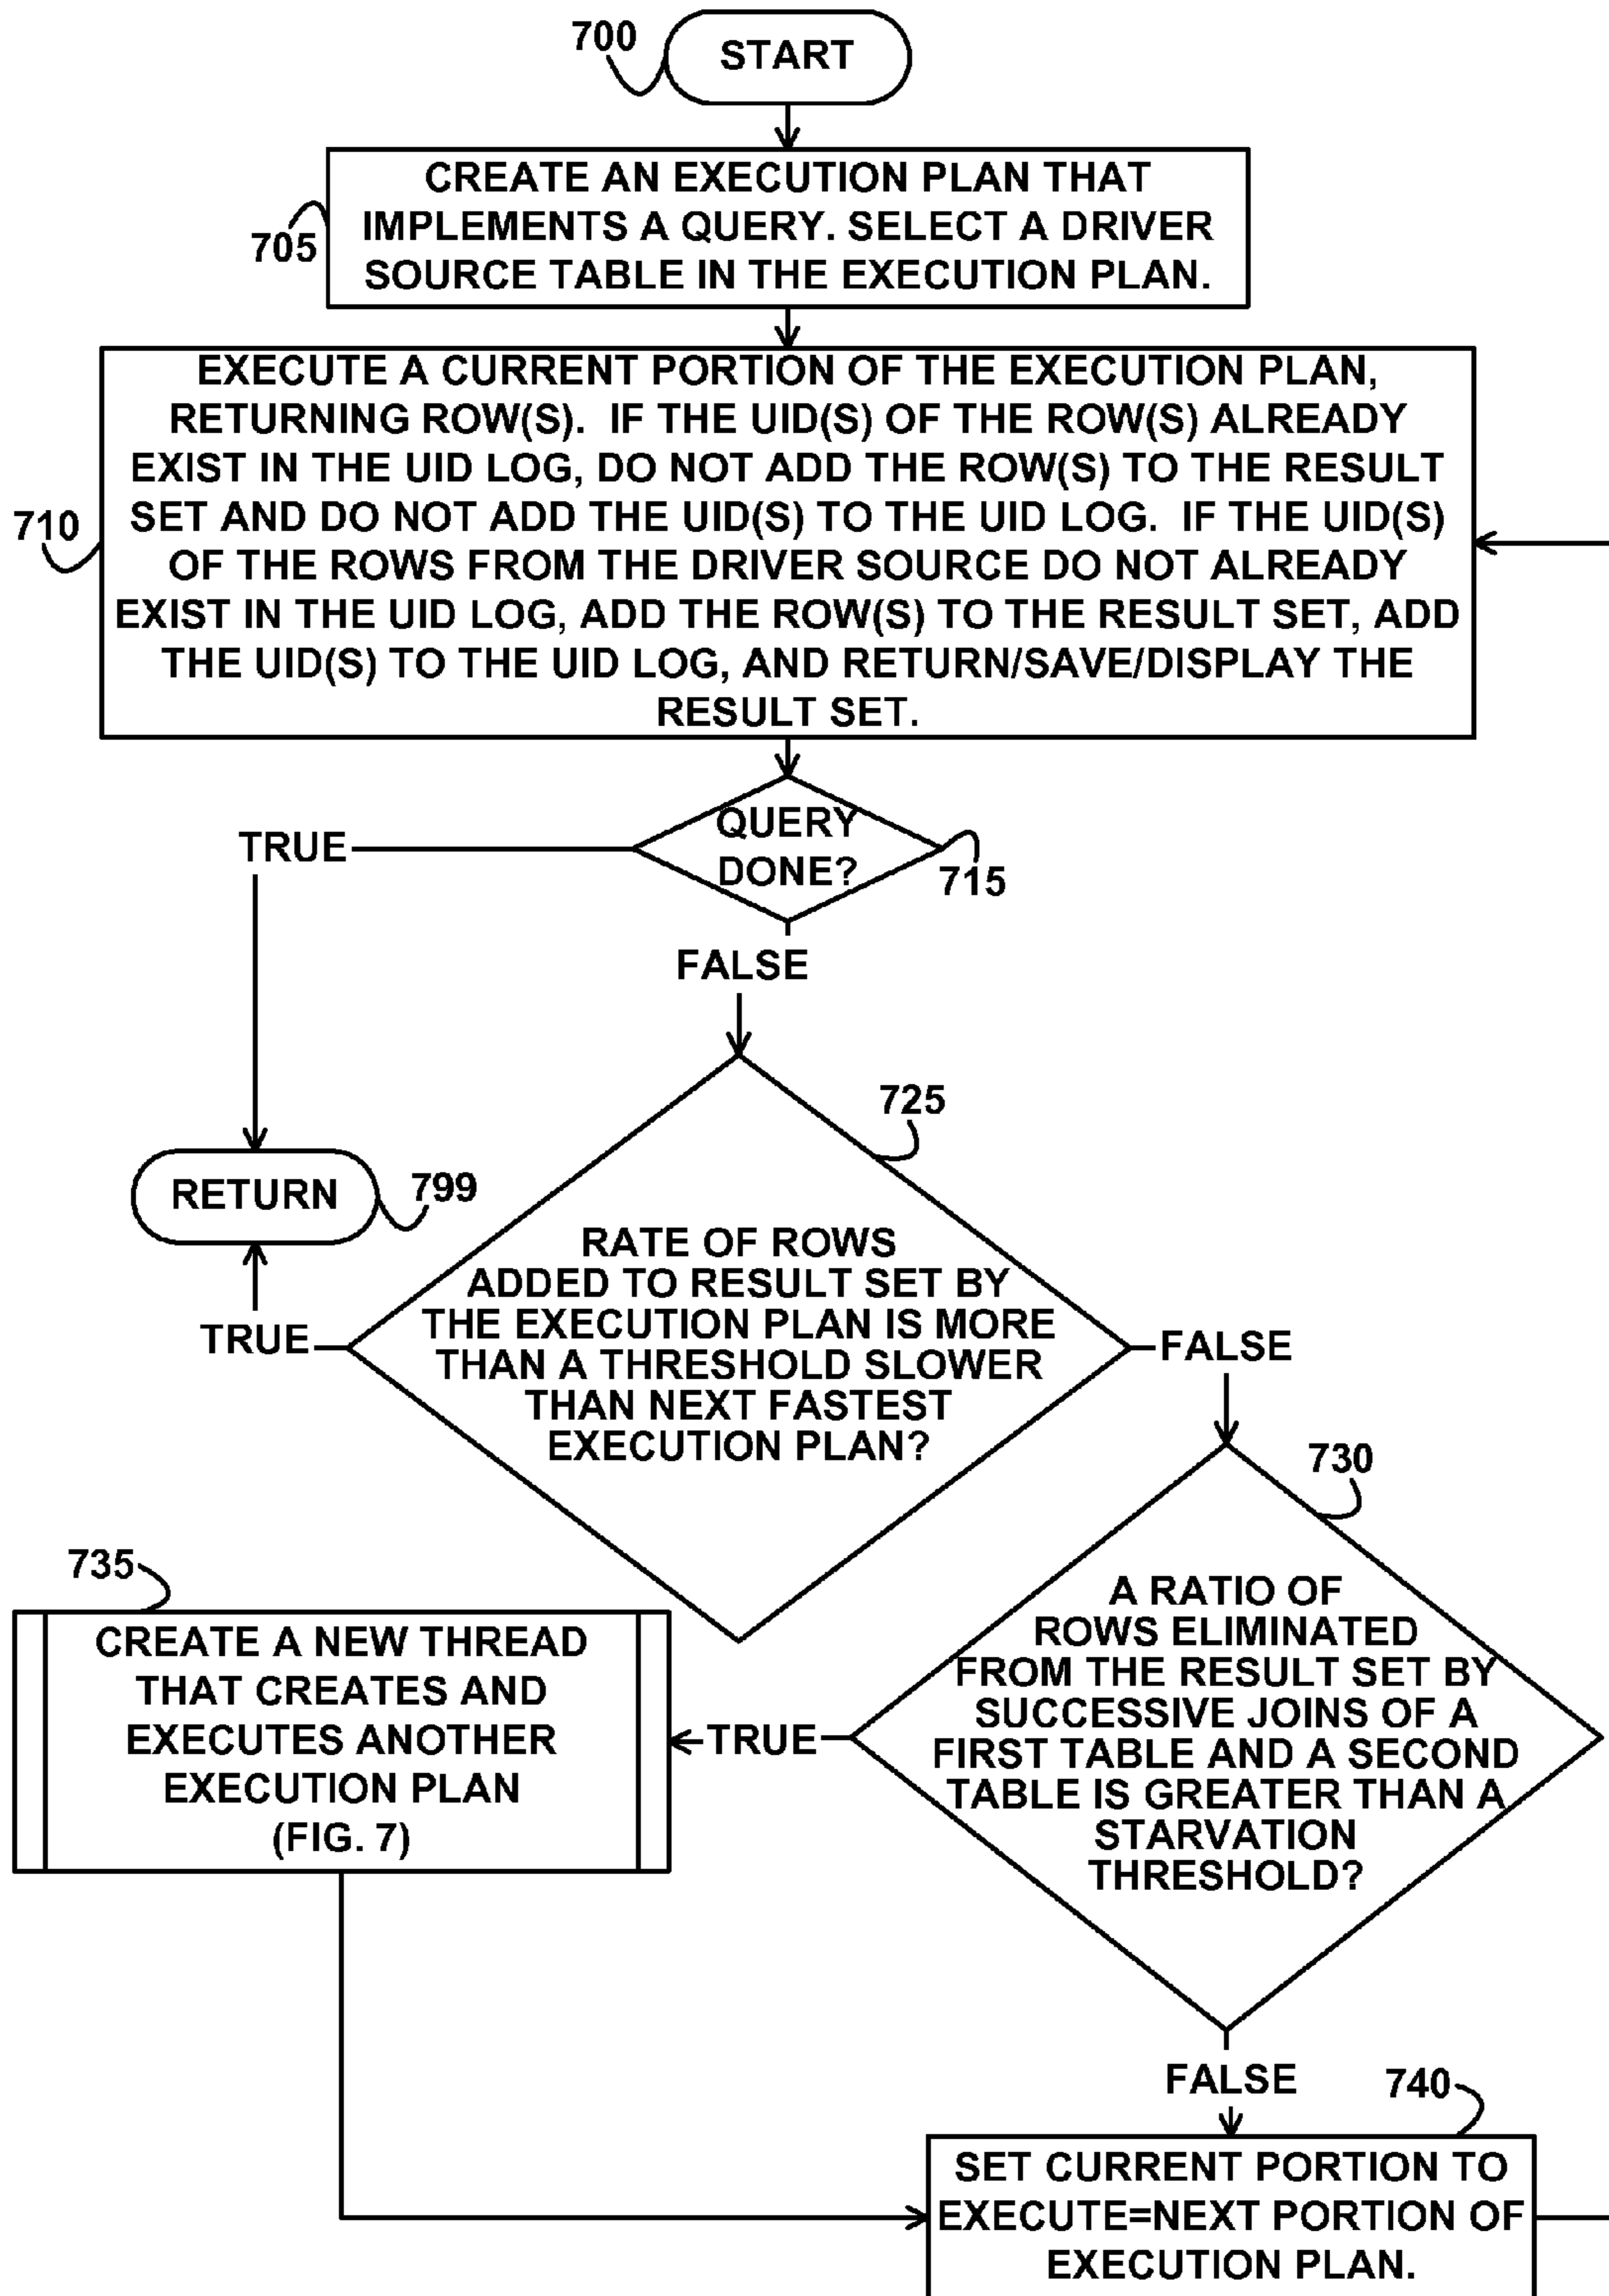 700
START
705
CREATE AN EXECUTION PLAN THAT
IMPLEMENTS A QUERY. SELECT A DRIVER
SOURCE TABLE IN THE EXECUTION PLAN.
710
EXECUTE A CURRENT PORTION OF THE EXECUTION PLAN,
RETURNING ROW(S). IF THE UID(S) OF THE ROW(S) ALREADY
EXIST IN THE UID LOG, DO NOT ADD THE ROW(S) TO THE RESULT
SET AND DO NOT ADD THE UID(S) TO THE UID LOG. IF THE UID(S)
OF THE ROWS FROM THE DRIVER SOURCE DO NOT ALREADY
EXIST IN THE UID LOG, ADD THE ROW(S) TO THE RESULT SET, ADD
THE UID(S) TO THE UID LOG, AND RETURN/SAVE/DISPLAY THE
RESULT SET.
QUERY
DONE?
715
TRUE
FALSE
725
RETURN
799
RATE OF ROWS
ADDED TO RESULT SET BY
THE EXECUTION PLAN IS MORE
THAN A THRESHOLD SLOWER
THAN NEXT FASTEST
EXECUTION PLAN?
TRUE
FALSE
730
A RATIO OF
ROWS ELIMINATED
FROM THE RESULT SET BY
SUCCESSIVE JOINS OF A
FIRST TABLE AND A SECOND
TABLE IS GREATER THAN A
STARVATION
THRESHOLD?
TRUE
735
CREATE A NEW THREAD
THAT CREATES AND
EXECUTES ANOTHER
EXECUTION PLAN
(FIG. 7)
FALSE
740
SET CURRENT PORTION TO
EXECUTE=NEXT PORTION OF
EXECUTION PLAN.